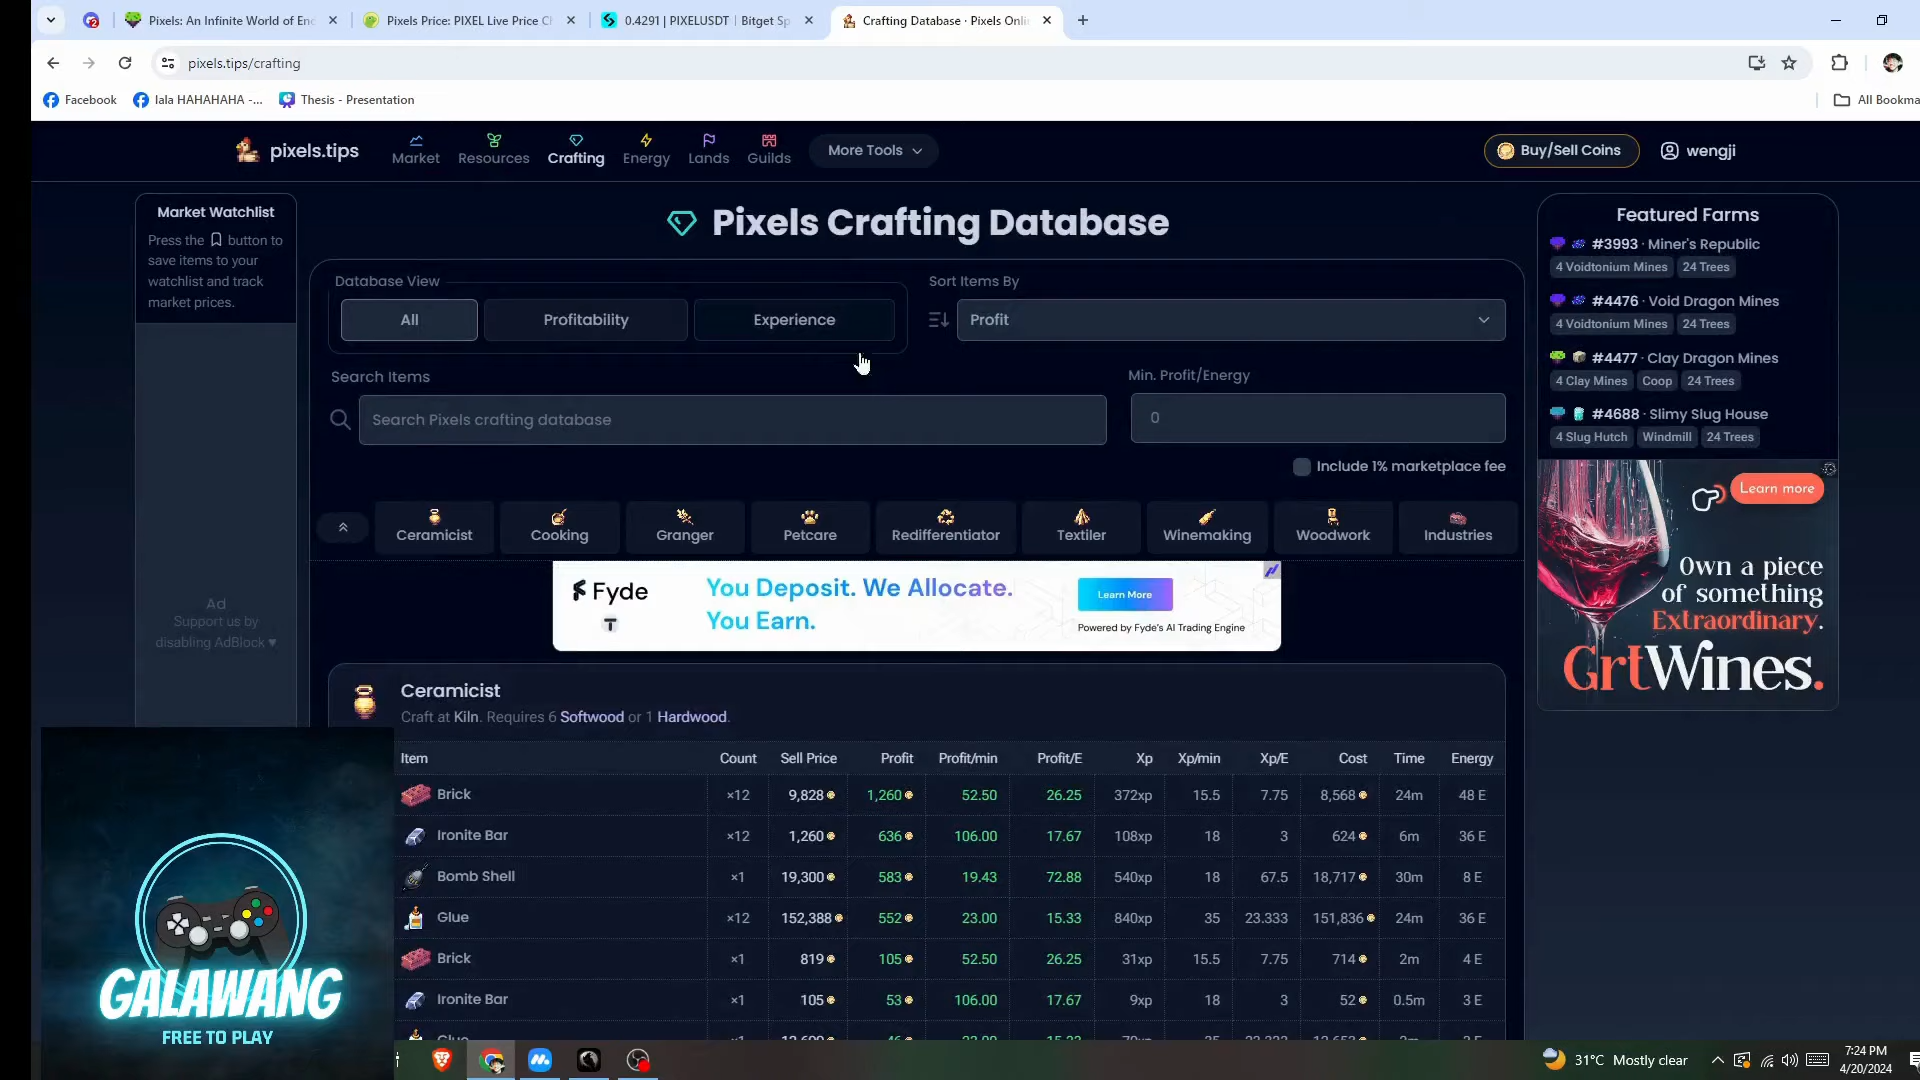 Pixels: An Infinite World of En
Pixels Price: PIXEL Live Price C
0.4291 | PIXELUSDT | Bitget Sp
Crafting Database · Pixels Onli
pixels.tips/crafting
Facebook
lala HAHAHAHA -...
Thesis - Presentation
All Bookma
pixels.tips
Market
Resources
Crafting
Energy
Lands
Guilds
More Tools
Buy/Sell Coins
wengji
Market Watchlist
Press the button to
save items to your
watchlist and track
market prices.
Ad
Support us by
disabling AdBlock ♥
Pixels Crafting Database
Database View
All
Profitability
Experience
Sort Items By
Profit
Search Items
Search Pixels crafting database
Min. Profit/Energy
0
Include 1% marketplace fee
Ceramicist
Cooking
Granger
Petcare
Redifferentiator
Textiler
Winemaking
Woodwork
Industries
Fyde
You Deposit. We Allocate.
You Earn.
Learn More
Powered by Fyde's AI Trading Engine
Ceramicist
Craft at Kiln. Requires 6 Softwood or 1 Hardwood.
Item Count Sell Price Profit Profit/min Profit/E Xp Xp/min Xp/E Cost Time Energy
Brick ×12 9,828 1,260 52.50 26.25 372xp 15.5 7.75 8,568 24m 48 E
Ironite Bar ×12 1,260 636 106.00 17.67 108xp 18 3 624 6m 36 E
Bomb Shell ×1 19,300 583 19.43 72.88 540xp 18 67.5 18,717 30m 8 E
Glue ×12 152,388 552 23.00 15.33 840xp 35 23.333 151,836 24m 36 E
Brick ×1 819 105 52.50 26.25 31xp 15.5 7.75 714 2m 4 E
Ironite Bar ×1 105 53 106.00 17.67 9xp 18 3 52 0.5m 3 E
Glue
Featured Farms
#3993 · Miner's Republic
4 Voidtonium Mines 24 Trees
#4476 · Void Dragon Mines
4 Voidtonium Mines 24 Trees
#4477 · Clay Dragon Mines
4 Clay Mines Coop 24 Trees
#4688 · Slimy Slug House
4 Slug Hutch Windmill 24 Trees
Learn more
Own a piece
of something
Extraordinary.
GrtWines.
GALAWANG
FREE TO PLAY
31°C Mostly clear
7:24 PM
4/20/2024